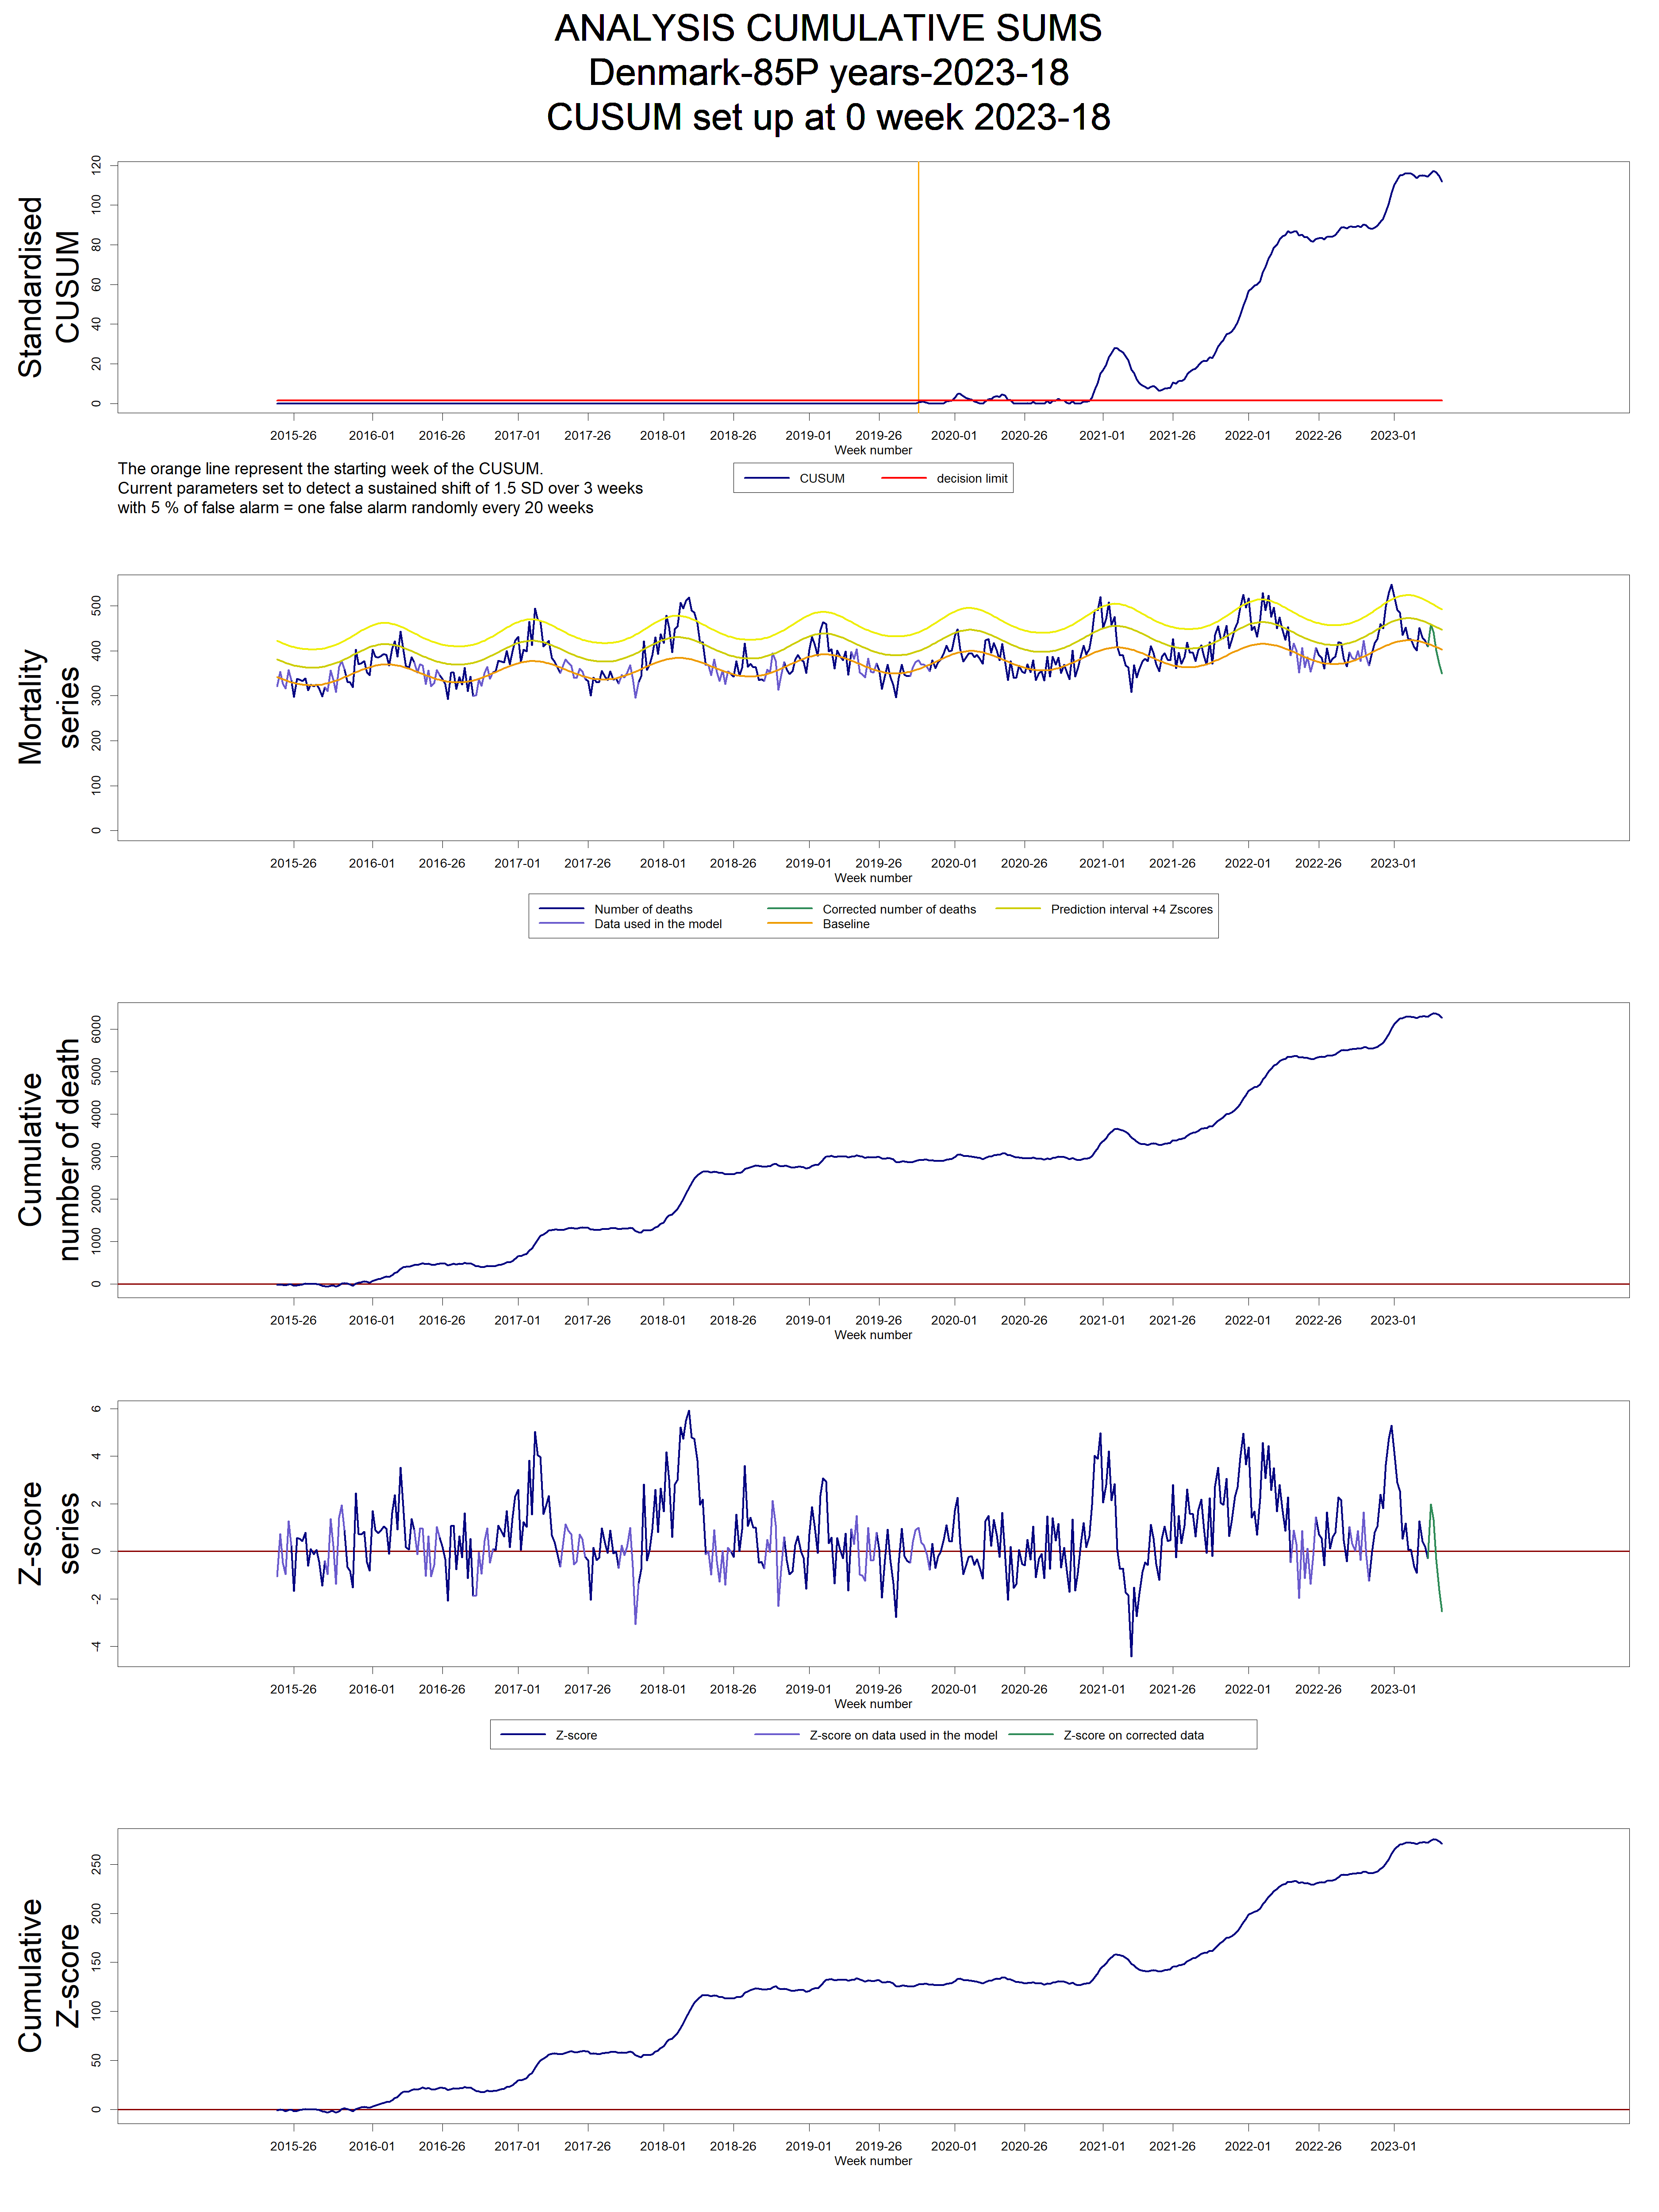 ANALYSIS CUMULATIVE SUMS
Denmark-85P years-2023-18
CUSUM set up at 0 week 2023-18
Standardised
CUSUM
120
100
80
60
40
20
0
2015-26 2016-01 2016-26 2017-01 2017-26 2018-01 2018-26 2019-01 2019-26 2020-01 2020-26 2021-01 2021-26 2022-01 2022-26 2023-01
Week number
The orange line represent the starting week of the CUSUM.
Current parameters set to detect a sustained shift of 1.5 SD over 3 weeks
with 5 % of false alarm = one false alarm randomly every 20 weeks
CUSUM decision limit
Mortality
series
500
400
300
200
100
0
2015-26 2016-01 2016-26 2017-01 2017-26 2018-01 2018-26 2019-01 2019-26 2020-01 2020-26 2021-01 2021-26 2022-01 2022-26 2023-01
Week number
Number of deaths Corrected number of deaths Prediction interval +4 Zscores
Data used in the model Baseline
Cumulative
number of death
6000
5000
4000
3000
2000
1000
0
2015-26 2016-01 2016-26 2017-01 2017-26 2018-01 2018-26 2019-01 2019-26 2020-01 2020-26 2021-01 2021-26 2022-01 2022-26 2023-01
Week number
Z-score
series
6
4
2
0
-2
-4
2015-26 2016-01 2016-26 2017-01 2017-26 2018-01 2018-26 2019-01 2019-26 2020-01 2020-26 2021-01 2021-26 2022-01 2022-26 2023-01
Week number
Z-score Z-score on data used in the model Z-score on corrected data
Cumulative
Z-score
250
200
150
100
50
0
2015-26 2016-01 2016-26 2017-01 2017-26 2018-01 2018-26 2019-01 2019-26 2020-01 2020-26 2021-01 2021-26 2022-01 2022-26 2023-01
Week number